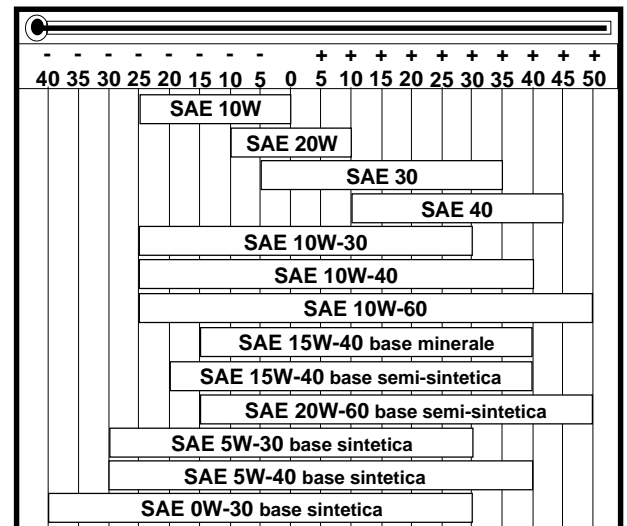 - - - - - - - - + + + + + + + + + +
40 35 30 25 20 15 10 5 0 5 10 15 20 25 30 35 40 45 50
SAE 10W
SAE 20W
SAE 30
SAE 40
SAE 10W-30
SAE 10W-40
SAE 10W-60
SAE 15W-40 base minerale
SAE 15W-40 base semi-sintetica
SAE 20W-60 base semi-sintetica
SAE 5W-30 base sintetica
SAE 5W-40 base sintetica
SAE 0W-30 base sintetica